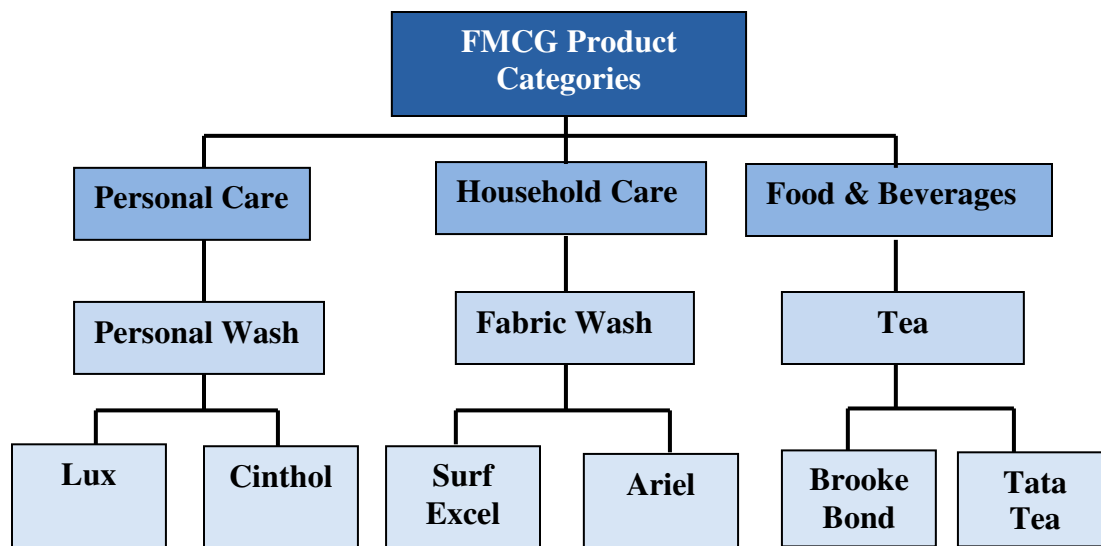 FMCG Product
Categories
Personal Care
Household Care
Food & Beverages
Personal Wash
Fabric Wash
Tea
Lux
Cinthol
Surf
Excel
Ariel
Brooke
Bond
Tata
Tea